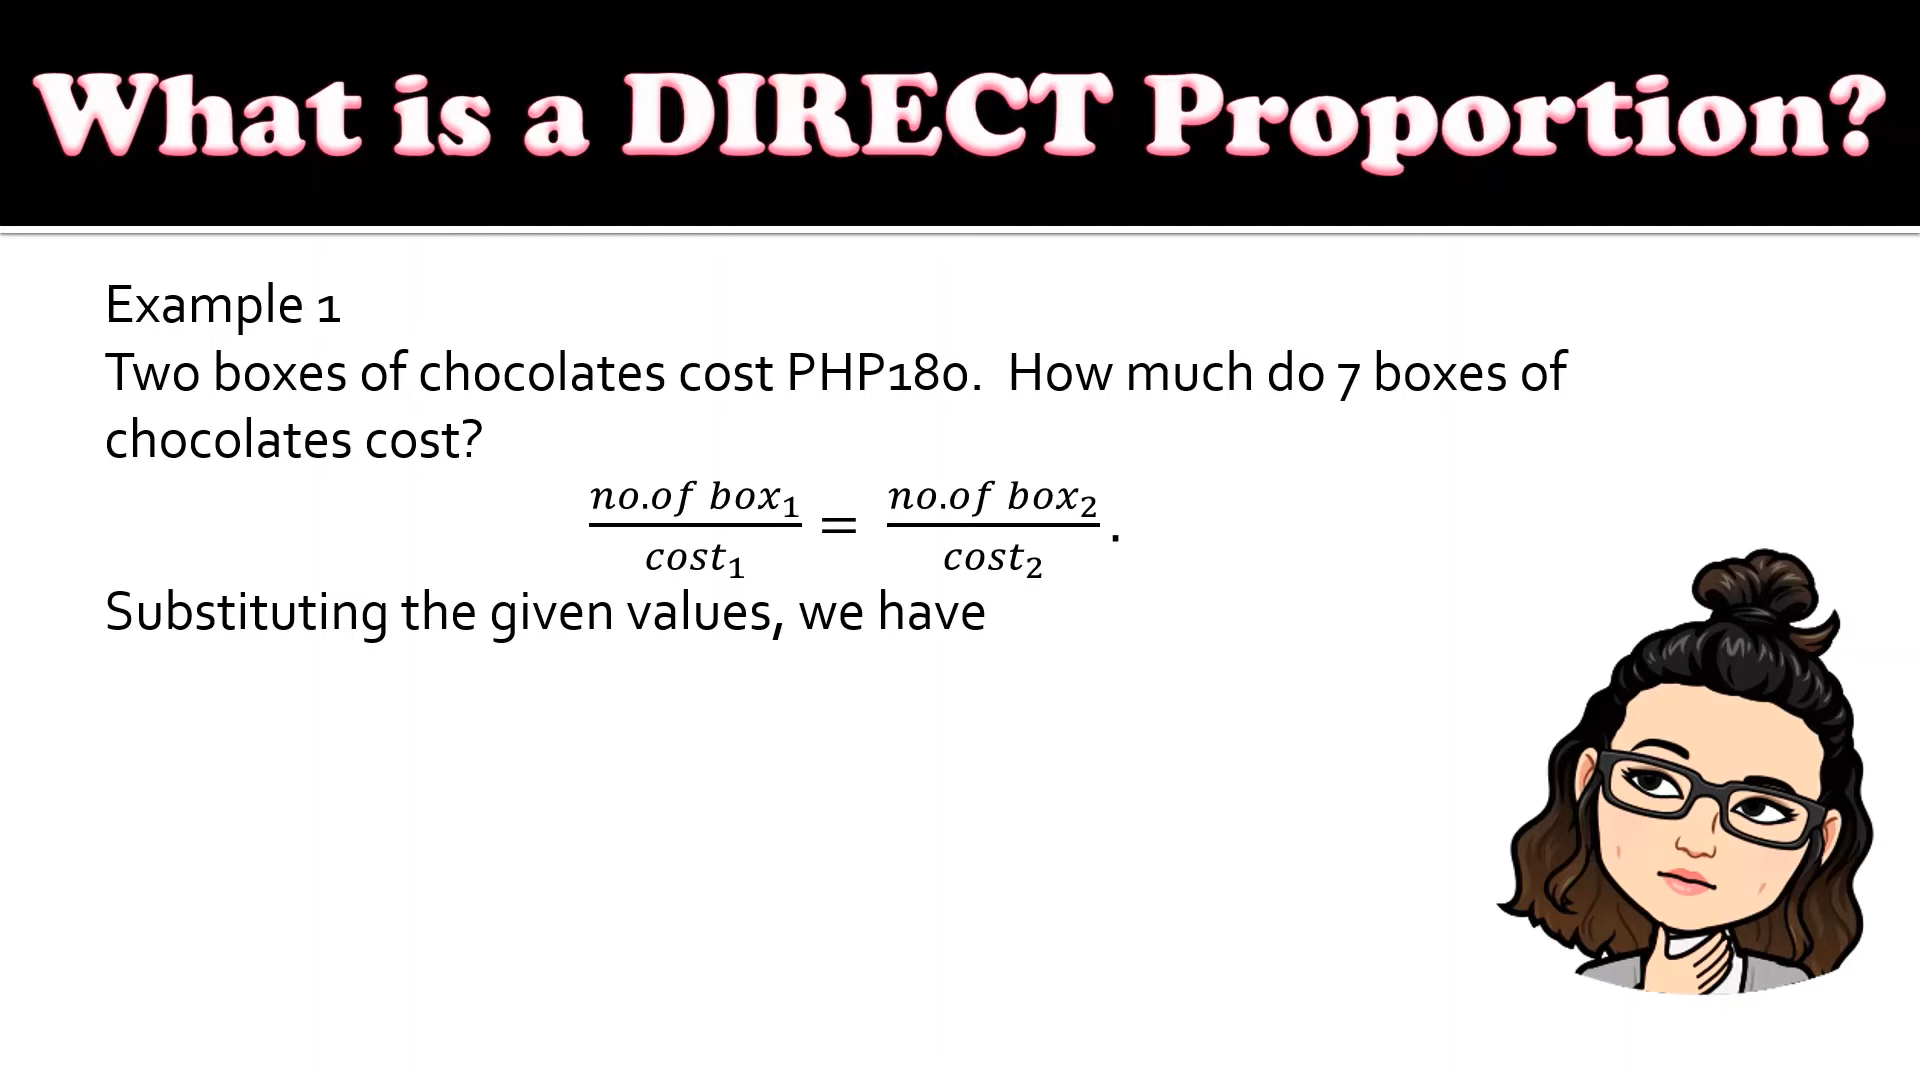 What is a DIRECT Proportion?
Example 1
Two boxes of chocolates cost PHP180.  How much do 7 boxes of
chocolates cost?
no.of box₁/cost₁ = no.of box₂/cost₂.
Substituting the given values, we have